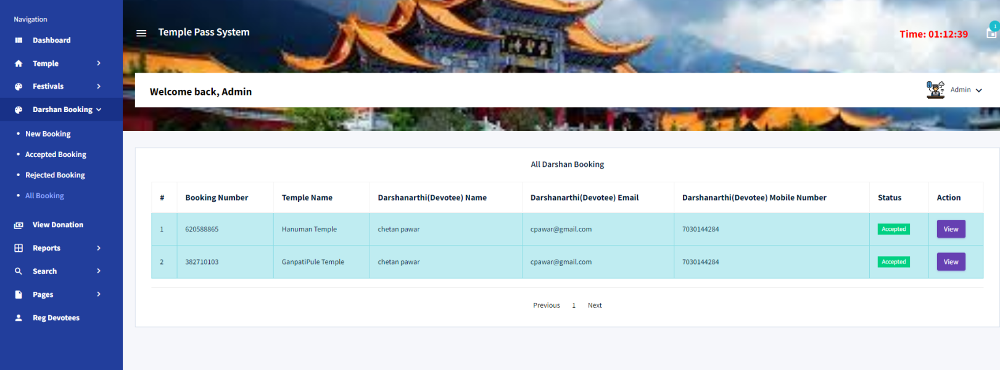 Navigation
Dashboard
Temple
Festivals
Darshan Booking
New Booking
Accepted Booking
Rejected Booking
All Booking
View Donation
Reports
Search
Pages
Reg Devotees
Temple Pass System
Time: 01:12:39
1
Welcome back, Admin
Admin
All Darshan Booking
# Booking Number Temple Name Darshanarthi(Devotee) Name Darshanarthi(Devotee) Email Darshanarthi(Devotee) Mobile Number Status Action
1 620588865 Hanuman Temple chetan pawar cpawar@gmail.com 7030144284 Accepted View
2 382710103 GanpatiPule Temple chetan pawar cpawar@gmail.com 7030144284 Accepted View
Previous 1 Next